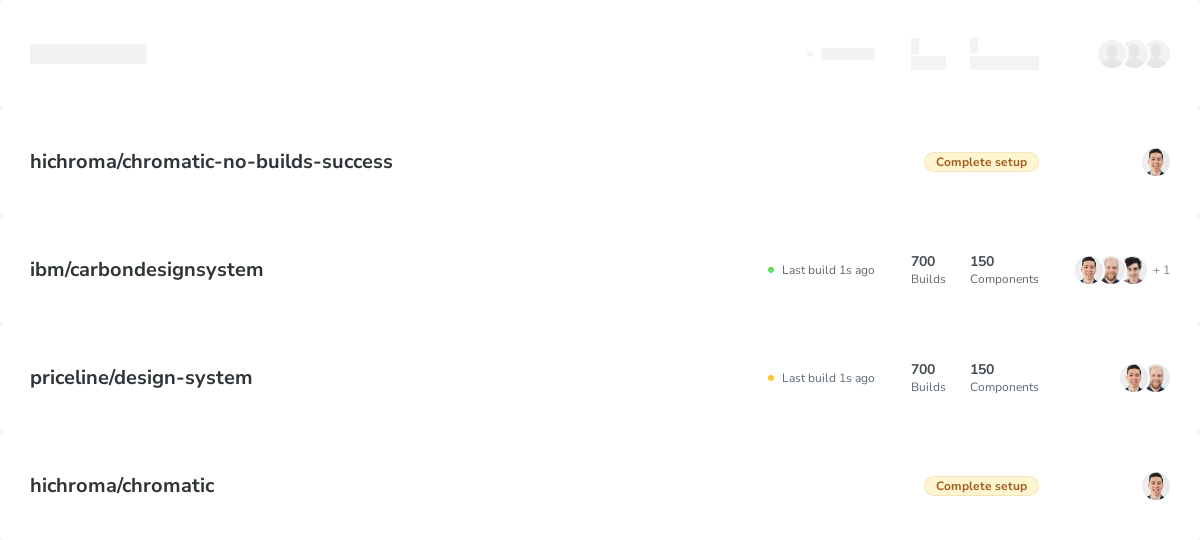 hichroma/chromatic-no-builds-success
Complete setup
ibm/carbondesignsystem
Last build 1s ago
700
Builds
150
Components
+ 1
priceline/design-system
Last build 1s ago
700
Builds
150
Components
hichroma/chromatic
Complete setup